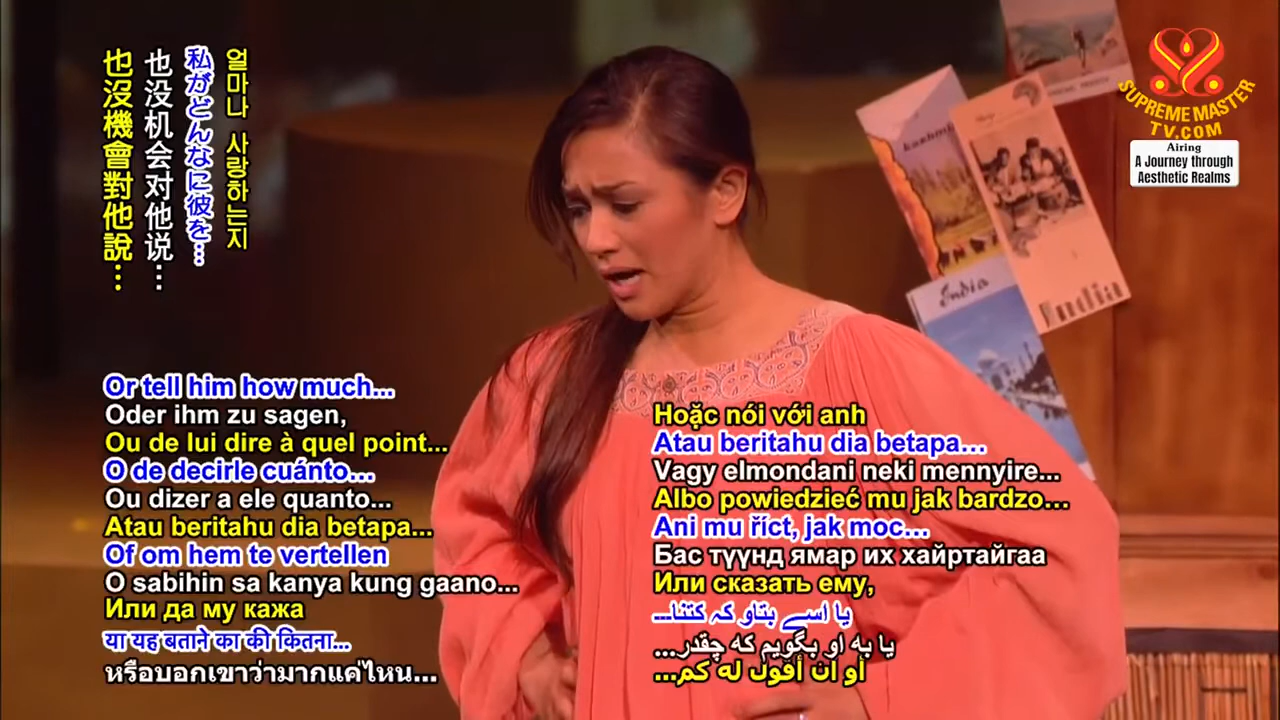 얼마나 사랑하는지
私がどんなに彼を…
也没机会对他说…
也沒機會對他說…
SUPREME MASTER
TV.COM
Airing
A Journey through
Aesthetic Realms
India
India
Or tell him how much...
Oder ihm zu sagen,
Ou de lui dire à quel point...
O de decirle cuánto...
Ou dizer a ele quanto...
Atau beritahu dia betapa...
Of om hem te vertellen
O sabihin sa kanya kung gaano...
Или да му кажа
या यह बताने का की कितना...
หรือบอกเขาว่ามากแค่ไหน...
Hoặc nói với anh
Atau beritahu dia betapa...
Vagy elmondani neki mennyire...
Albo powiedzieć mu jak bardzo...
Ani mu říct, jak moc...
Бас түүнд ямар их хайртайгаа
Или сказать ему,
یا اسے بتاو کہ کتنا...
یا به او بگویم که چقدر...
أو ان أقول له كم...